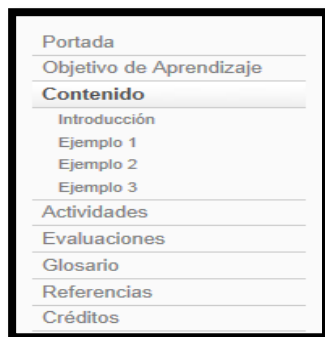 Portada
Objetivo de Aprendizaje
Contenido
Introducción
Ejemplo 1
Ejemplo 2
Ejemplo 3
Actividades
Evaluaciones
Glosario
Referencias
Créditos